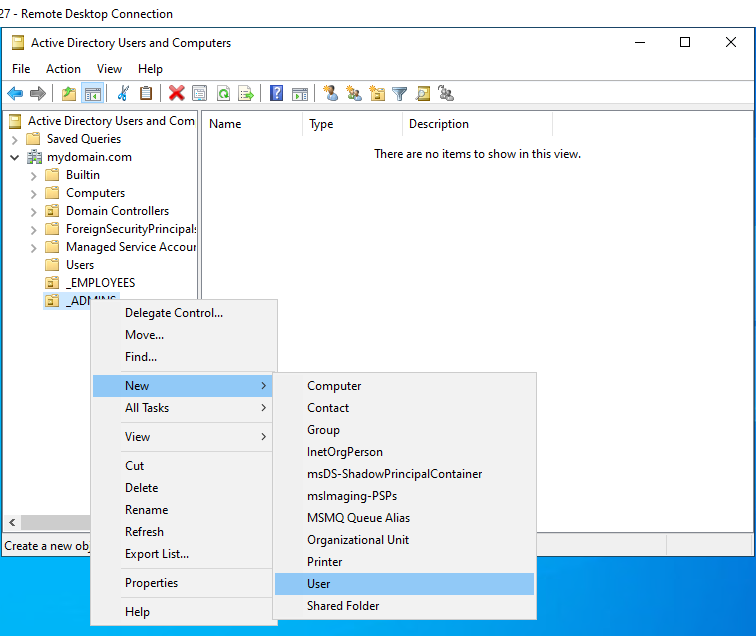 27 - Remote Desktop Connection
Active Directory Users and Computers
File Action View Help
Active Directory Users and Com
Saved Queries
mydomain.com
Builtin
Computers
Domain Controllers
ForeignSecurityPrincipals
Managed Service Accour
Users
_EMPLOYEES
_ADMINS
Name Type Description
There are no items to show in this view.
Delegate Control...
Move...
Find...
New
All Tasks
View
Cut
Delete
Rename
Refresh
Export List...
Properties
Help
Computer
Contact
Group
InetOrgPerson
msDS-ShadowPrincipalContainer
msImaging-PSPs
MSMQ Queue Alias
Organizational Unit
Printer
User
Shared Folder
Create a new obj